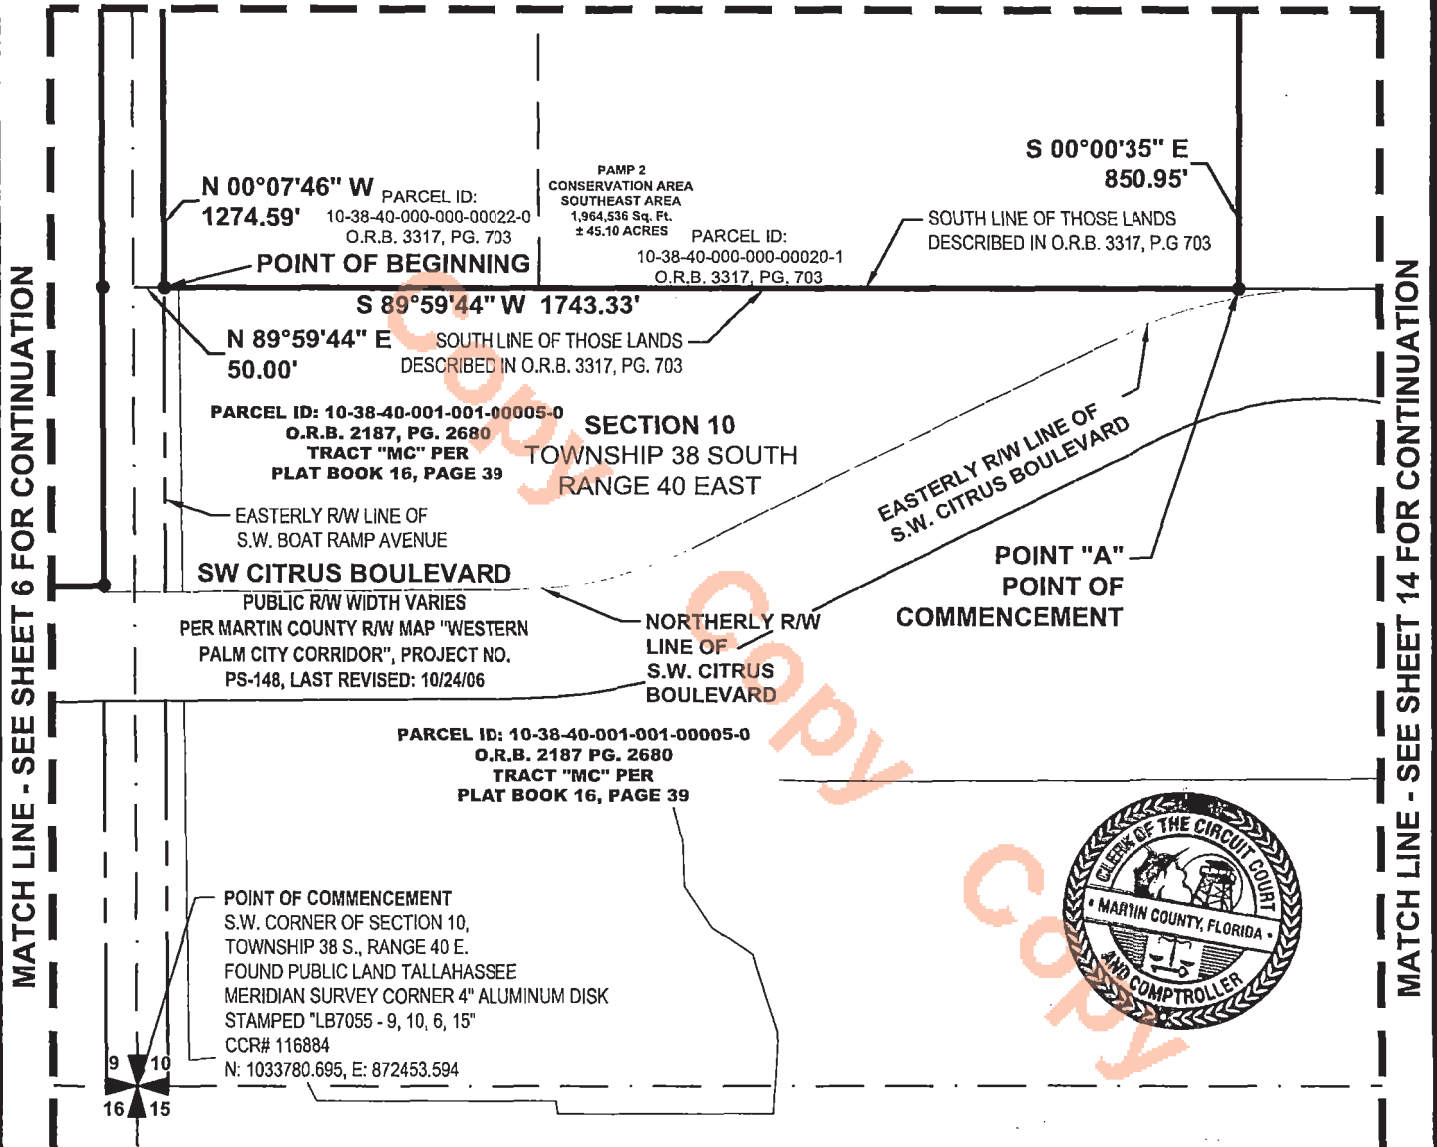 MATCH LINE - SEE SHEET 6 FOR CONTINUATION
N 00°07'46" W
1274.59'
PARCEL ID:
10-38-40-000-000-00022-0
O.R.B. 3317, PG. 703
POINT OF BEGINNING
PAMP 2
CONSERVATION AREA
SOUTHEAST AREA
1,964,536 Sq. Ft.
± 45.10 ACRES
PARCEL ID:
10-38-40-000-000-00020-1
O.R.B. 3317, PG. 703
S 00°00'35" E
850.95'
SOUTH LINE OF THOSE LANDS
DESCRIBED IN O.R.B. 3317, P.G 703
S 89°59'44" W 1743.33'
N 89°59'44" E
50.00'
SOUTH LINE OF THOSE LANDS
DESCRIBED IN O.R.B. 3317, PG. 703
PARCEL ID: 10-38-40-001-001-00005-0
O.R.B. 2187, PG. 2680
TRACT "MC" PER
PLAT BOOK 16, PAGE 39
SECTION 10
TOWNSHIP 38 SOUTH
RANGE 40 EAST
EASTERLY R/W LINE OF
S.W. CITRUS BOULEVARD
EASTERLY R/W LINE OF
S.W. BOAT RAMP AVENUE
SW CITRUS BOULEVARD
PUBLIC R/W WIDTH VARIES
PER MARTIN COUNTY R/W MAP "WESTERN
PALM CITY CORRIDOR", PROJECT NO.
PS-148, LAST REVISED: 10/24/06
POINT "A"
POINT OF
COMMENCEMENT
NORTHERLY R/W
LINE OF
S.W. CITRUS
BOULEVARD
PARCEL ID: 10-38-40-001-001-00005-0
O.R.B. 2187 PG. 2680
TRACT "MC" PER
PLAT BOOK 16, PAGE 39
POINT OF COMMENCEMENT
S.W. CORNER OF SECTION 10,
TOWNSHIP 38 S., RANGE 40 E.
FOUND PUBLIC LAND TALLAHASSEE
MERIDIAN SURVEY CORNER 4" ALUMINUM DISK
STAMPED "LB7055 - 9, 10, 6, 15"
CCR# 116884
N: 1033780.695, E: 872453.594
9 10
16 15
CLERK OF THE CIRCUIT COURT
• MARTIN COUNTY, FLORIDA •
AND COMPTROLLER
Copy
Copy
Copy
MATCH LINE - SEE SHEET 14 FOR CONTINUATION